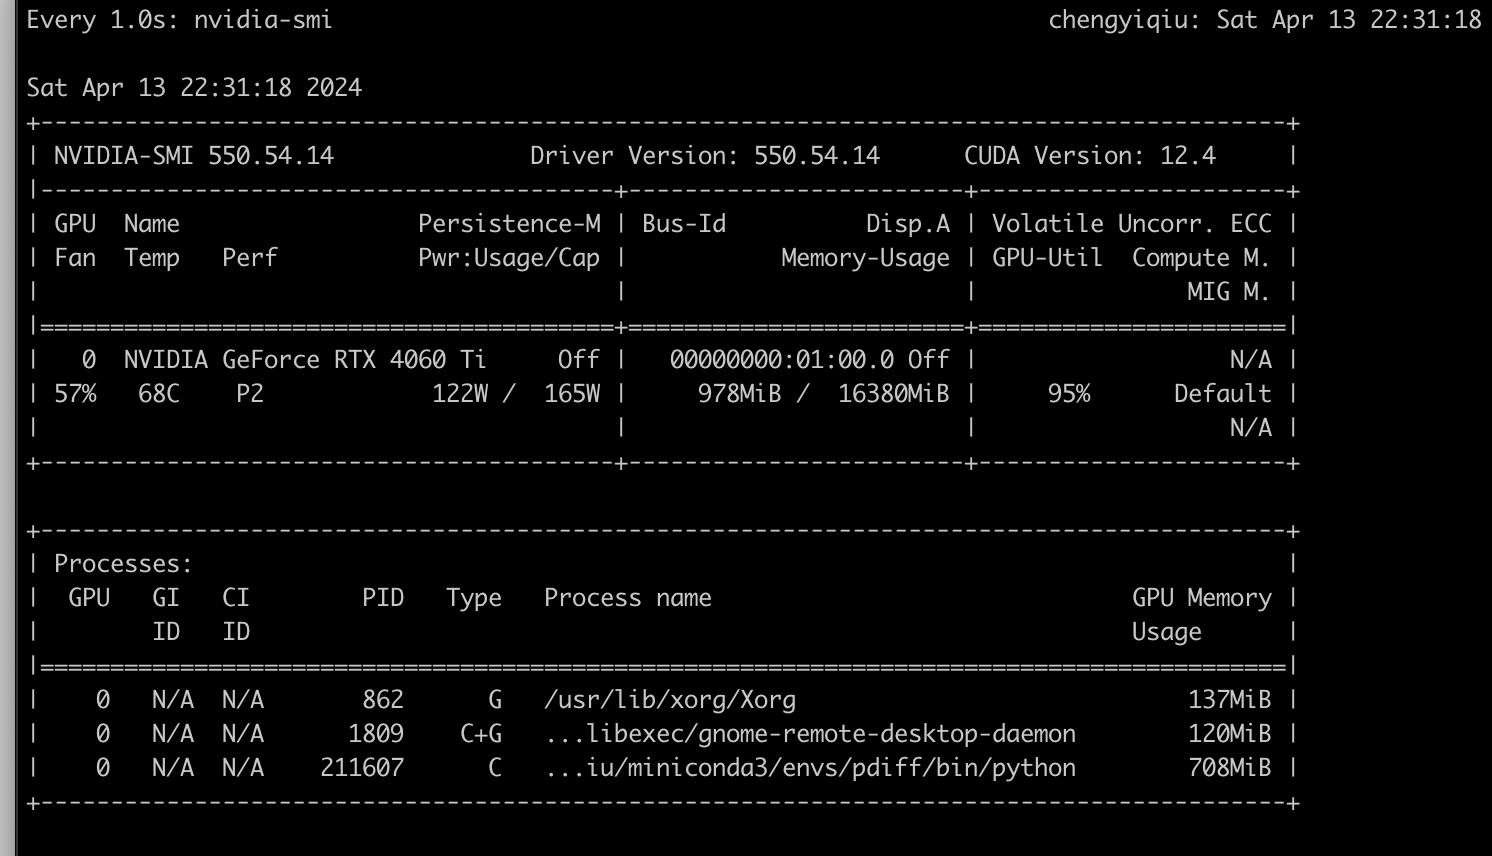 Every 1.0s: nvidia-smi                                                   chengyiqiu: Sat Apr 13 22:31:18

Sat Apr 13 22:31:18 2024
+-----------------------------------------------------------------------------------------+
| NVIDIA-SMI 550.54.14              Driver Version: 550.54.14      CUDA Version: 12.4     |
|-----------------------------------------+------------------------+----------------------+
| GPU  Name                 Persistence-M | Bus-Id          Disp.A | Volatile Uncorr. ECC |
| Fan  Temp   Perf          Pwr:Usage/Cap |           Memory-Usage | GPU-Util  Compute M. |
|                                         |                        |               MIG M. |
|=========================================+========================+======================|
|   0  NVIDIA GeForce RTX 4060 Ti     Off |   00000000:01:00.0 Off |                  N/A |
| 57%   68C    P2            122W /  165W |     978MiB /  16380MiB |     95%      Default |
|                                         |                        |                  N/A |
+-----------------------------------------+------------------------+----------------------+

+-----------------------------------------------------------------------------------------+
| Processes:                                                                              |
|  GPU   GI   CI        PID   Type   Process name                              GPU Memory |
|        ID   ID                                                               Usage      |
|=========================================================================================|
|    0   N/A  N/A       862      G   /usr/lib/xorg/Xorg                            137MiB |
|    0   N/A  N/A      1809    C+G   ...libexec/gnome-remote-desktop-daemon        120MiB |
|    0   N/A  N/A    211607      C   ...iu/miniconda3/envs/pdiff/bin/python        708MiB |
+-----------------------------------------------------------------------------------------+